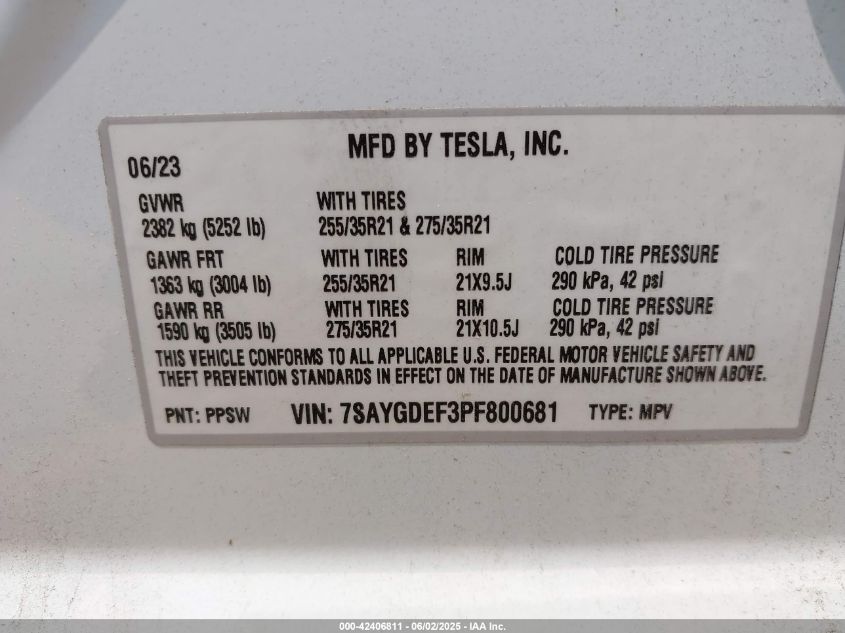 MFD BY TESLA, INC.
06/23
GVWR WITH TIRES
2382 kg (5252 lb) 255/35R21 & 275/35R21
GAWR FRT WITH TIRES RIM COLD TIRE PRESSURE
1363 kg (3004 lb) 255/35R21 21X9.5J 290 kPa, 42 psi
GAWR RR WITH TIRES RIM COLD TIRE PRESSURE
1590 kg (3505 lb) 275/35R21 21X10.5J 290 kPa, 42 psi
THIS VEHICLE CONFORMS TO ALL APPLICABLE U.S. FEDERAL MOTOR VEHICLE SAFETY AND
THEFT PREVENTION STANDARDS IN EFFECT ON THE DATE OF MANUFACTURE SHOWN ABOVE.
PNT: PPSW VIN: 7SAYGDEF3PF800681 TYPE: MPV
000-42406811 - 06/02/2025 - IAA Inc.